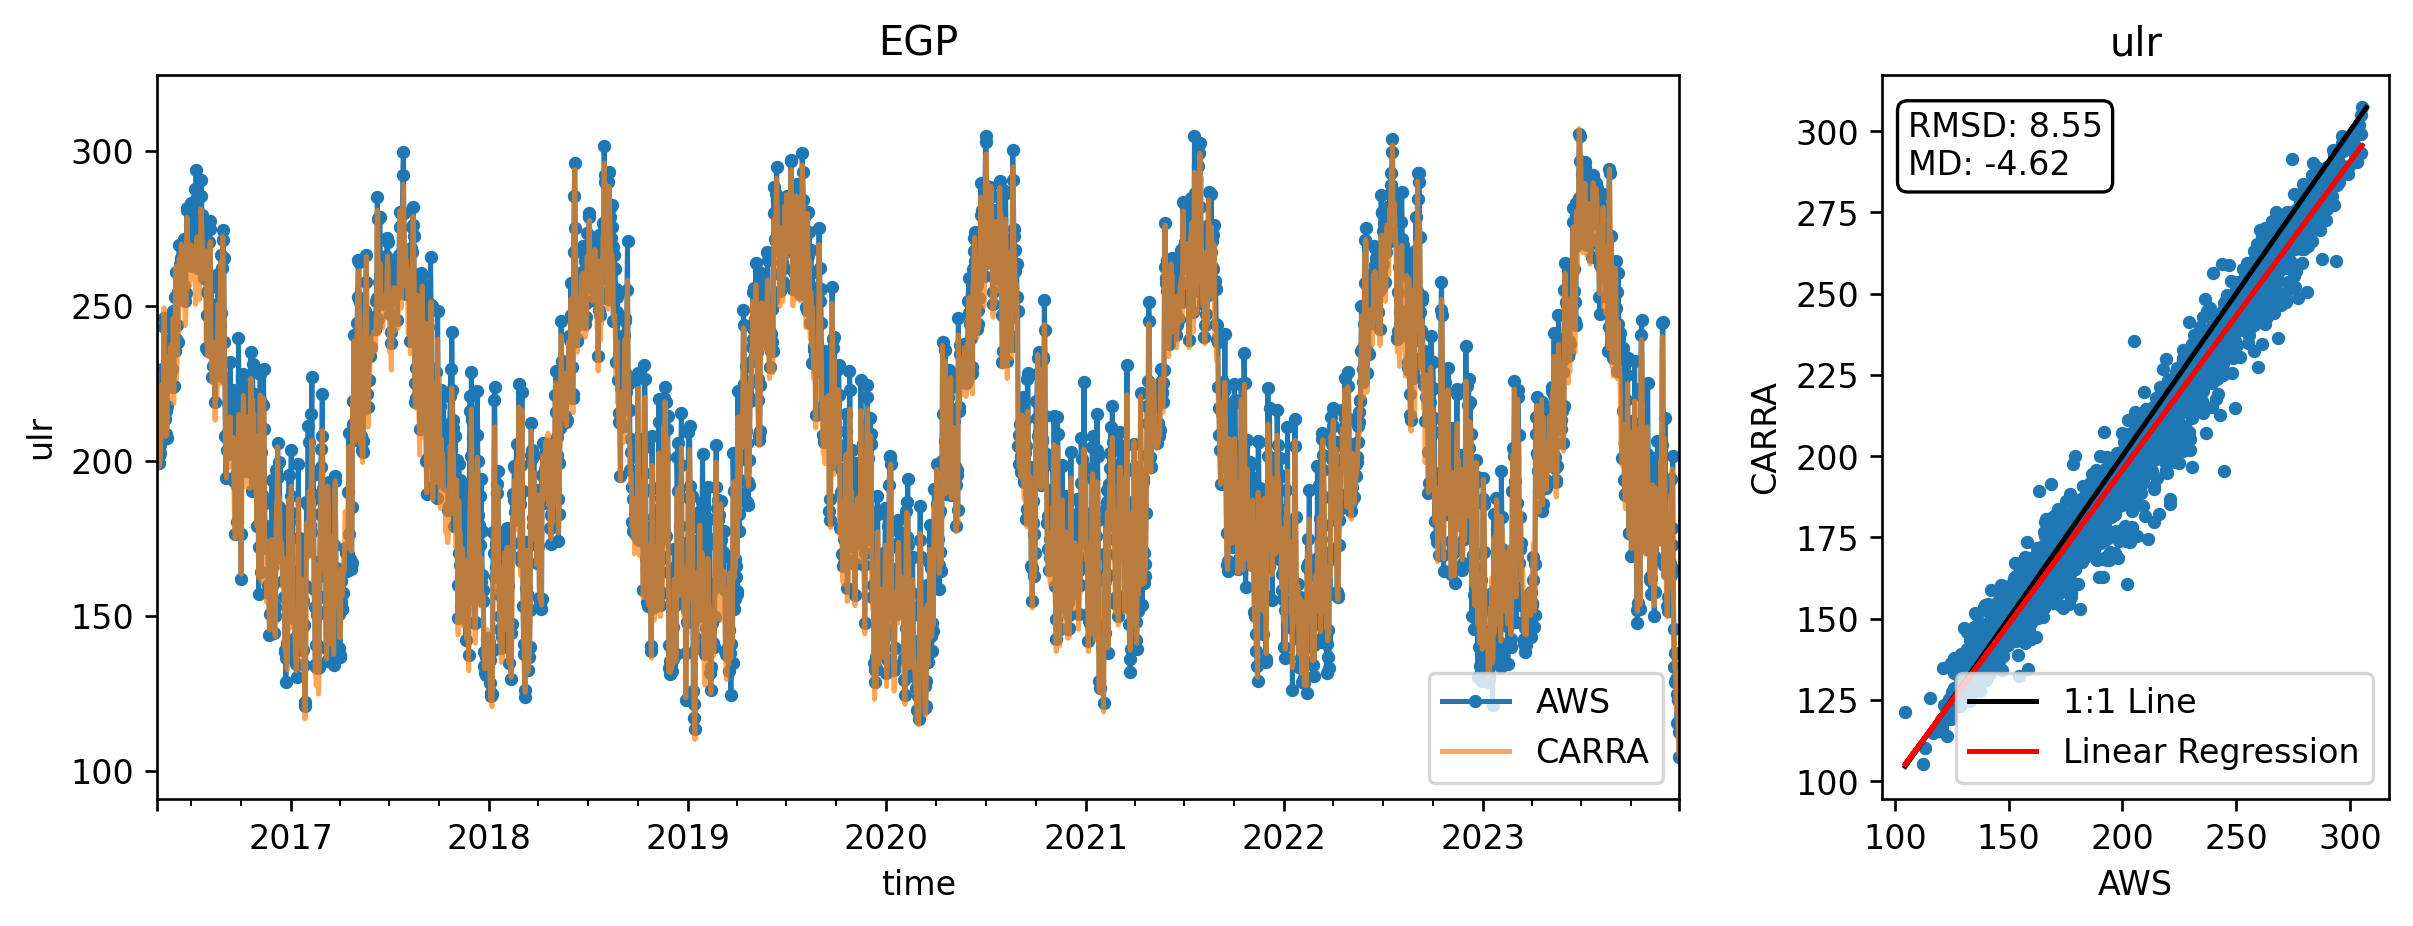 EGP
ulr
300
250
200
150
100
2017 2018 2019 2020 2021 2022 2023
time
AWS
CARRA
ulr
CARRA
300
275
250
225
200
175
150
125
100
RMSD: 8.55
MD: -4.62
1:1 Line
Linear Regression
100 150 200 250 300
AWS